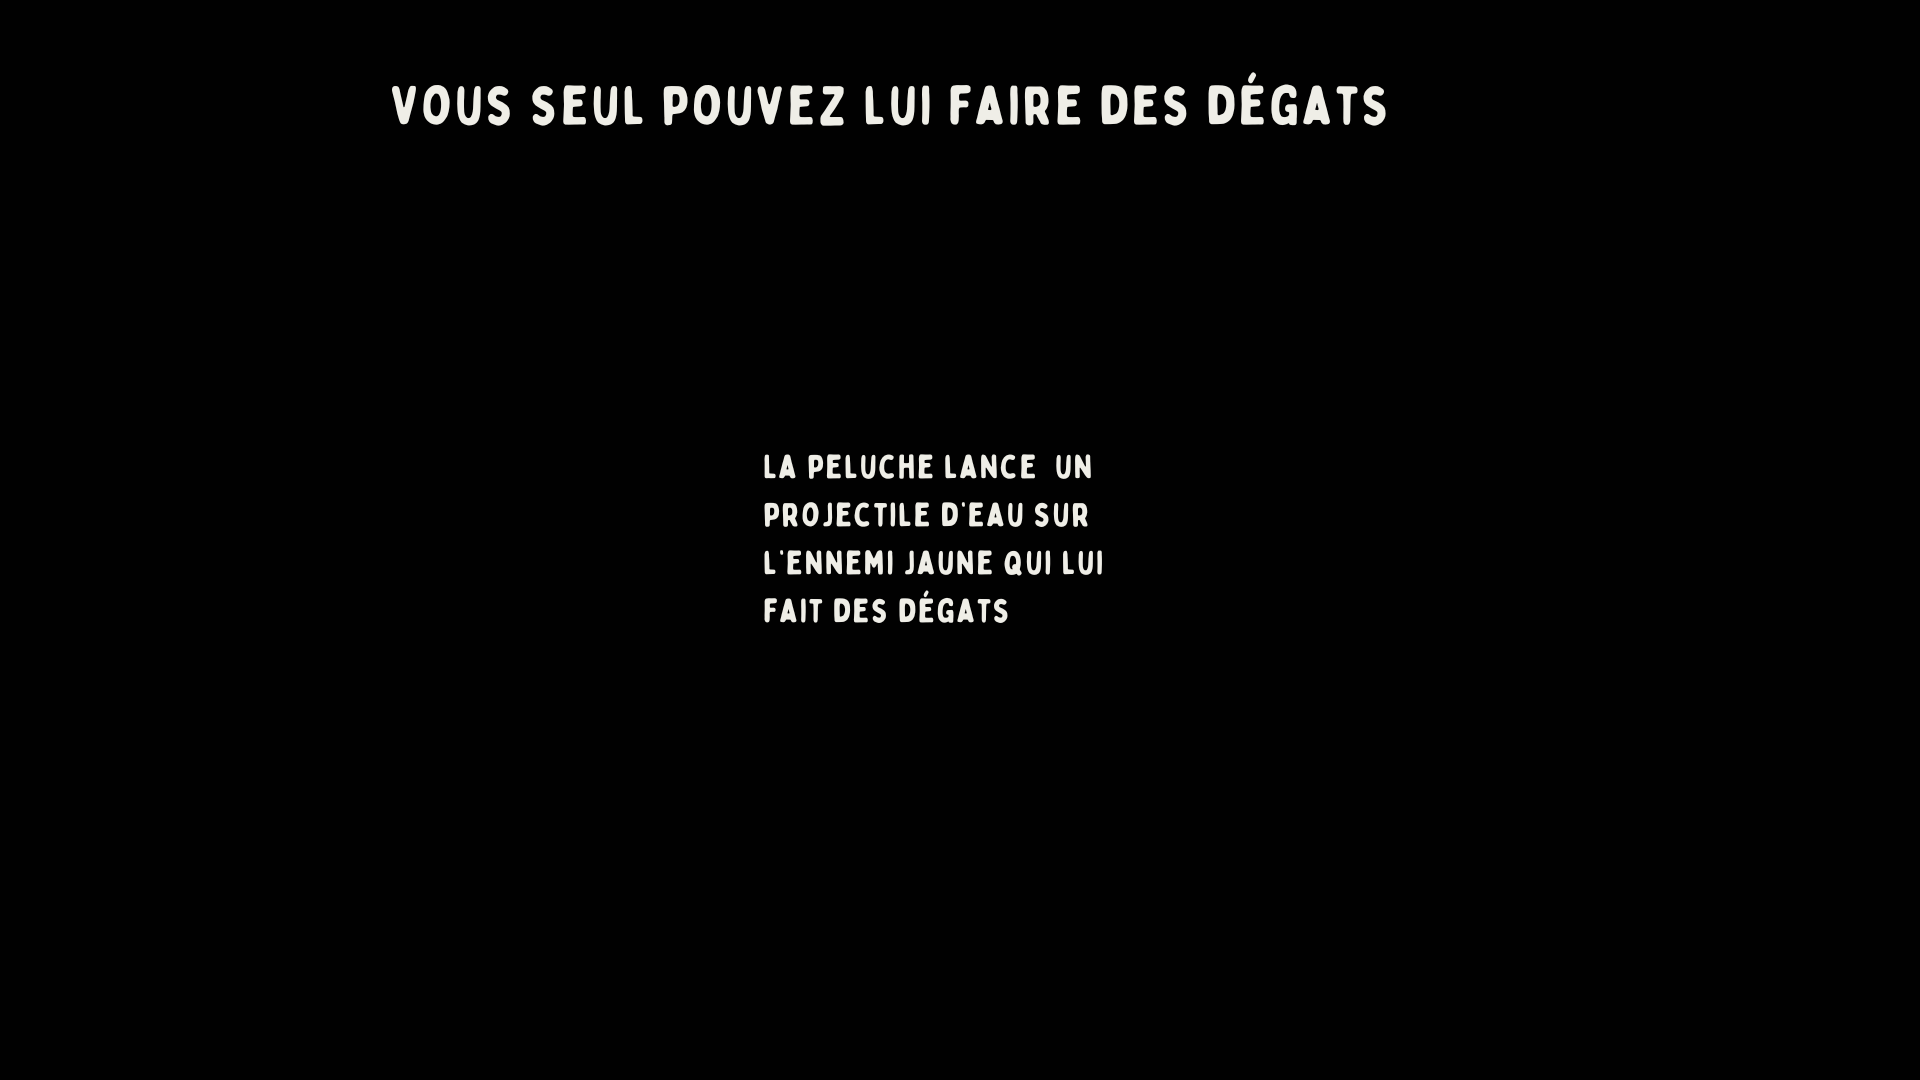 VOUS SEUL POUVEZ LUI FAIRE DES DÉGATS
LA PELUCHE LANCE  UN
PROJECTILE D'EAU SUR
L'ENNEMI JAUNE QUI LUI
FAIT DES DÉGATS